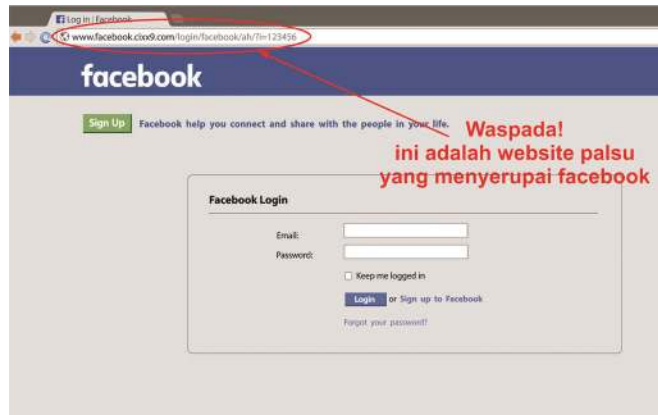 Log in | Facebook
www.facebook.cixx9.com/login/facebook/ah/?i=123456
facebook
Sign Up Facebook help you connect and share with the people in your life.
Waspada!
ini adalah website palsu
yang menyerupai facebook
Facebook Login
Email:
Password:
Keep me logged in
Login or Sign up to Facebook
Forgot your password?